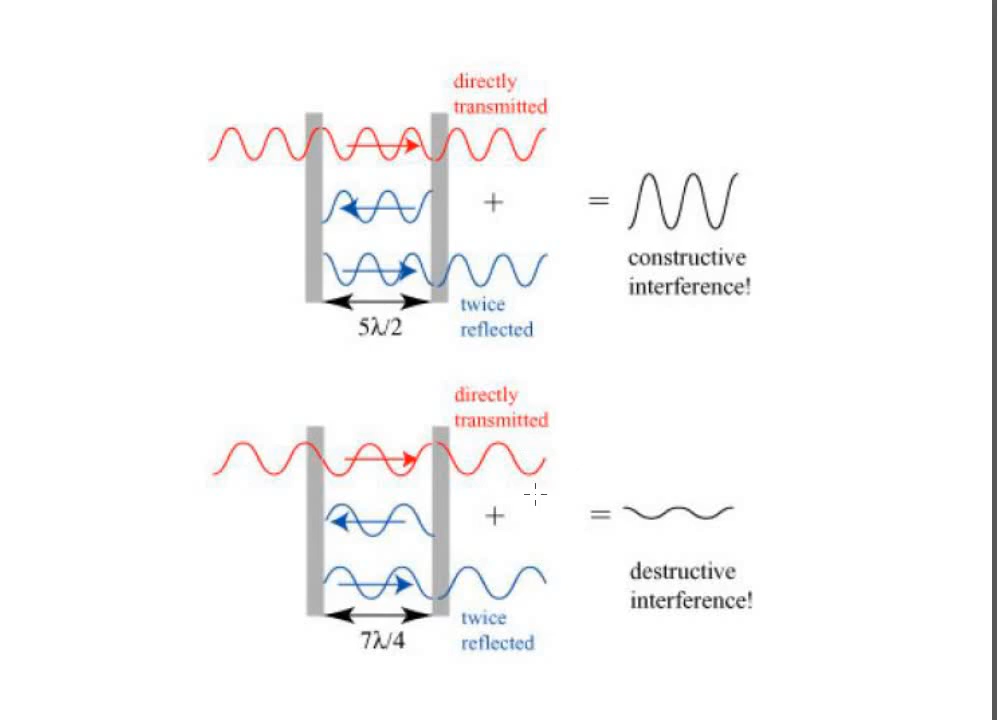 directly
transmitted
+
=
constructive
interference!
twice
reflected
5λ/2
directly
transmitted
+
=
destructive
interference!
twice
reflected
7λ/4